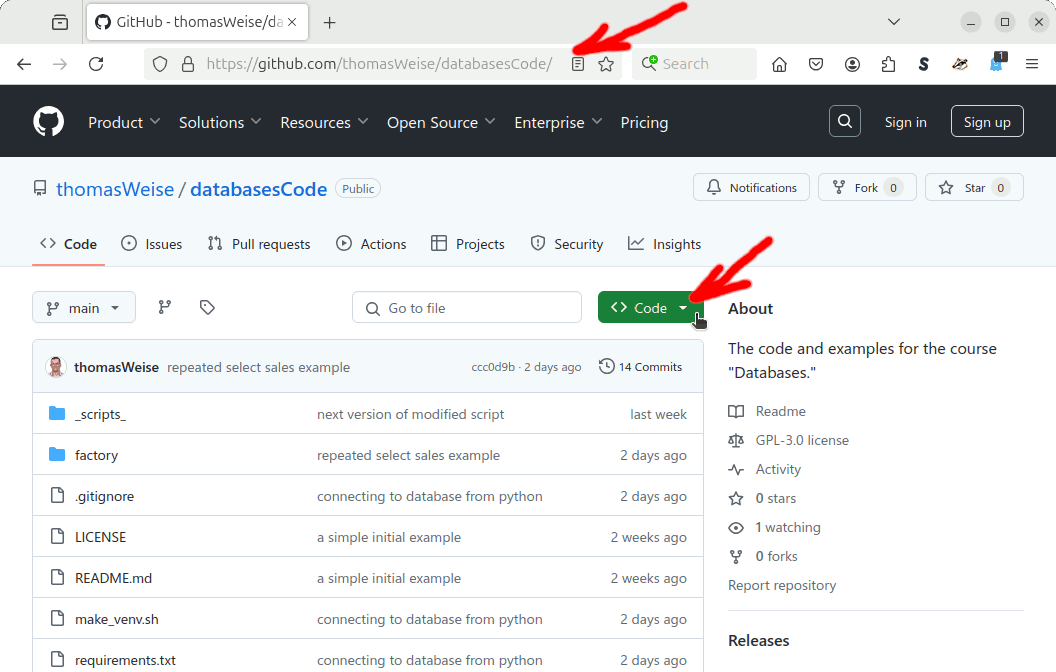 GitHub - thomasWeise/da
https://github.com/thomasWeise/databasesCode/
Search
1
Product
Solutions
Resources
Open Source
Enterprise
Pricing
Sign in
Sign up
thomasWeise / databasesCode
Public
Notifications
Fork 0
Star 0
Code
Issues
Pull requests
Actions
Projects
Security
Insights
main
Go to file
Code
About
The code and examples for the course
"Databases."
thomasWeise repeated select sales example ccc0d9b · 2 days ago 14 Commits
_scripts_ next version of modified script last week
factory repeated select sales example 2 days ago
.gitignore connecting to database from python 2 days ago
LICENSE a simple initial example 2 weeks ago
README.md a simple initial example 2 weeks ago
make_venv.sh connecting to database from python 2 days ago
requirements.txt connecting to database from python 2 days ago
Readme
GPL-3.0 license
Activity
0 stars
1 watching
0 forks
Report repository
Releases